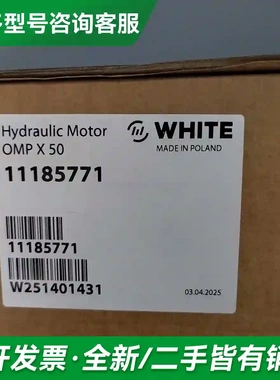 多型号咨询客服
Hydraulic Motor
OMP X 50
WHITE
MADE IN POLAND
11185771
11185771
W251401431
03.04.2025
开发票·全新/二手皆有销